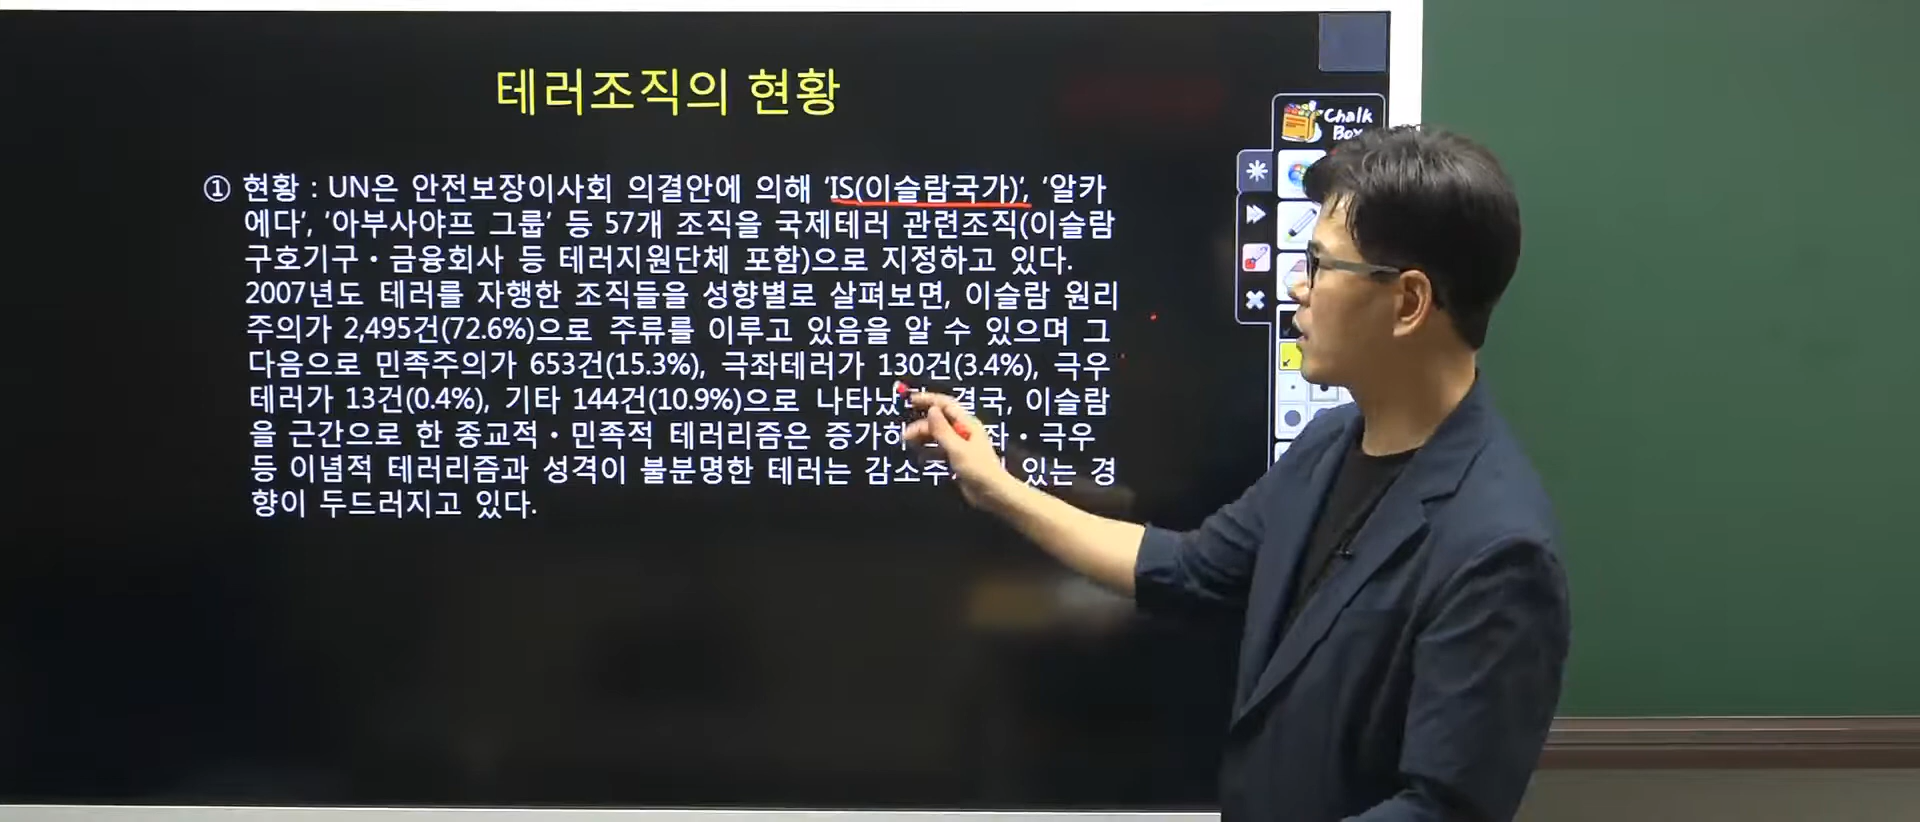 테러조직의 현황
Chalk
Box
① 현황 : UN은 안전보장이사회 의결안에 의해 'IS(이슬람국가)', '알카
에다', '아부사야프 그룹' 등 57개 조직을 국제테러 관련조직(이슬람
구호기구·금융회사 등 테러지원단체 포함)으로 지정하고 있다.
2007년도 테러를 자행한 조직들을 성향별로 살펴보면, 이슬람 원리
주의가 2,495건(72.6%)으로 주류를 이루고 있음을 알 수 있으며 그
다음으로 민족주의가 653건(15.3%), 극좌테러가 130건(3.4%), 극우
테러가 13건(0.4%), 기타 144건(10.9%)으로 결국, 이슬람
을 근간으로 한 종교적·민족적 테러리즘은 · 극우
등 이념적 테러리즘과 성격이 불분명한 테러는 있는 경
향이 두드러지고 있다.